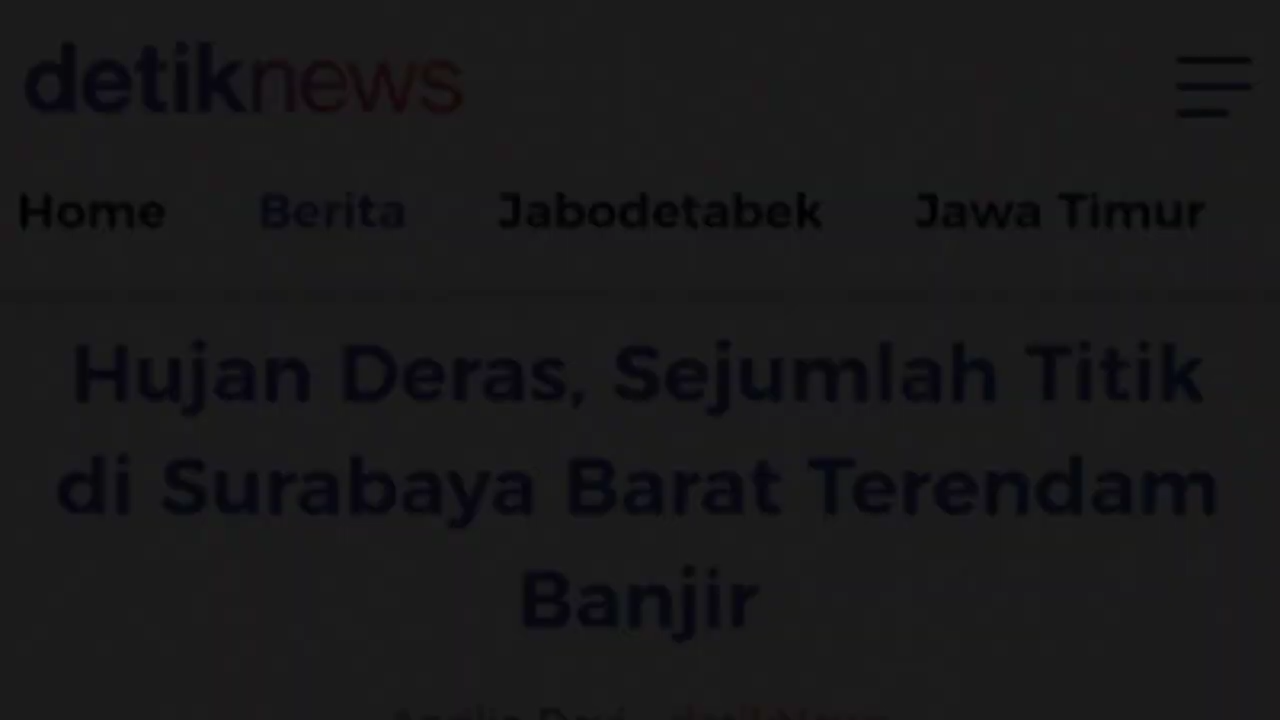 detiknews
Home Berita Jabodetabek Jawa Timur
Hujan Deras, Sejumlah Titik
di Surabaya Barat Terendam
Banjir